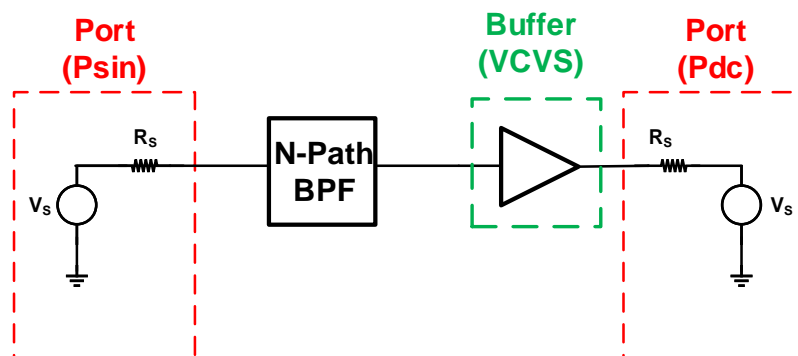 Port
(Psin)
Buffer
(VCVS)
Port
(Pdc)
RS
RS
N-Path
BPF
VS
VS